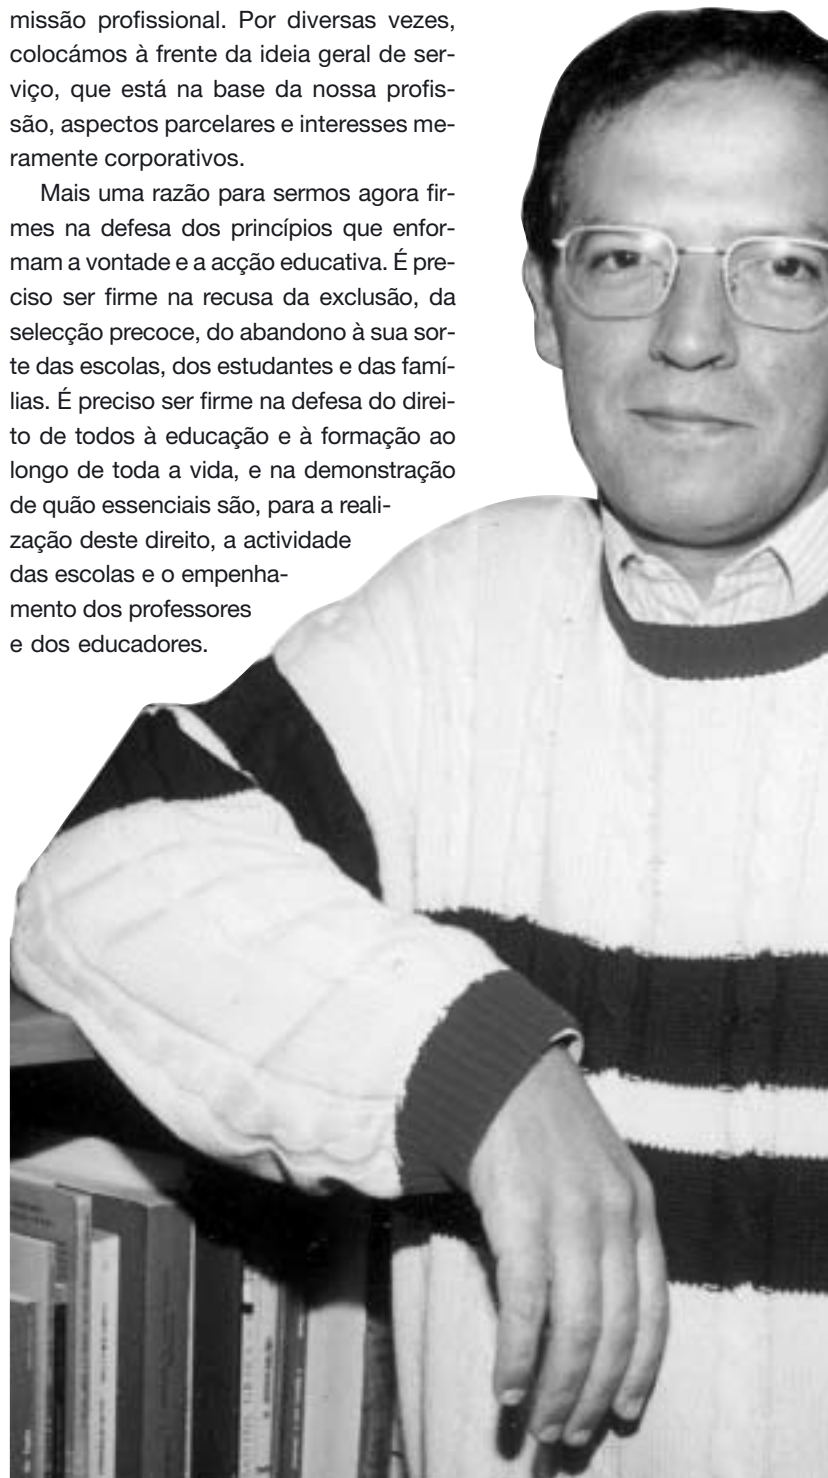 missão profissional. Por diversas vezes,
colocámos à frente da ideia geral de ser-
viço, que está na base da nossa profis-
são, aspectos parcelares e interesses me-
ramente corporativos.
Mais uma razão para sermos agora fir-
mes na defesa dos princípios que enfor-
mam a vontade e a acção educativa. É pre-
ciso ser firme na recusa da exclusão, da
selecção precoce, do abandono à sua sor-
te das escolas, dos estudantes e das famí-
lias. É preciso ser firme na defesa do direi-
to de todos à educação e à formação ao
longo de toda a vida, e na demonstração
de quão essenciais são, para a reali-
zação deste direito, a actividade
das escolas e o empenha-
mento dos professores
e dos educadores.